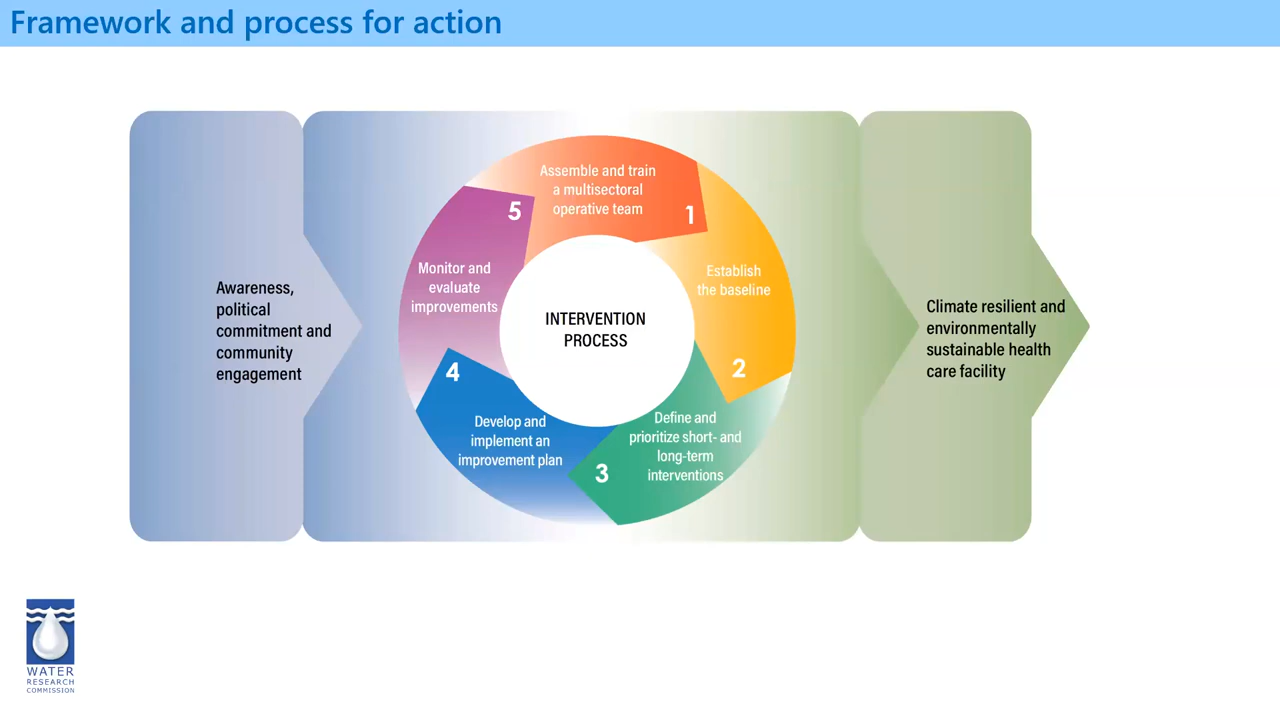 Framework and process for action
Awareness,
political
commitment and
community
engagement
INTERVENTION
PROCESS
Assemble and train
a multisectoral
operative team
1
Establish
the baseline
2
Define and
prioritize short- and
long-term
interventions
3
Develop and
implement an
improvement plan
4
Monitor and
evaluate
improvements
5
Climate resilient and
environmentally
sustainable health
care facility
WATER
RESEARCH
COMMISSION